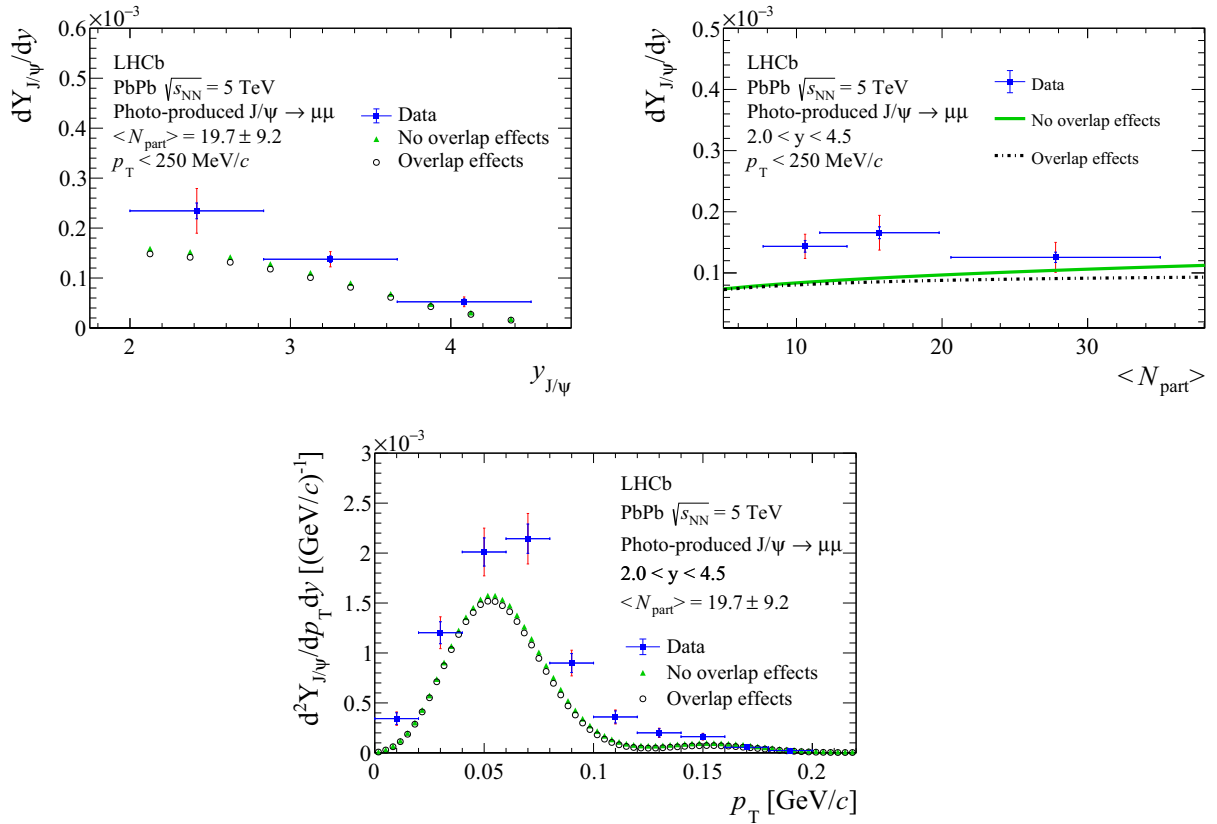 ×10⁻³
dY_J/ψ/dy
0.6
0.5
0.4
0.3
0.2
0.1
0
LHCb
PbPb √s_NN = 5 TeV
Photo-produced J/ψ → μμ
<N_part> = 19.7 ± 9.2
p_T < 250 MeV/c
Data
No overlap effects
Overlap effects
2 3 4
y_J/ψ
×10⁻³
dY_J/ψ/dy
0.5
0.4
0.3
0.2
0.1
LHCb
PbPb √s_NN = 5 TeV
Photo-produced J/ψ → μμ
2.0 < y < 4.5
p_T < 250 MeV/c
Data
No overlap effects
Overlap effects
10 20 30
<N_part>
×10⁻³
d²Y_J/ψ/dp_T dy [(GeV/c)⁻¹]
3
2.5
2
1.5
1
0.5
0
LHCb
PbPb √s_NN = 5 TeV
Photo-produced J/ψ → μμ
2.0 < y < 4.5
<N_part> = 19.7 ± 9.2
Data
No overlap effects
Overlap effects
0 0.05 0.1 0.15 0.2
p_T [GeV/c]